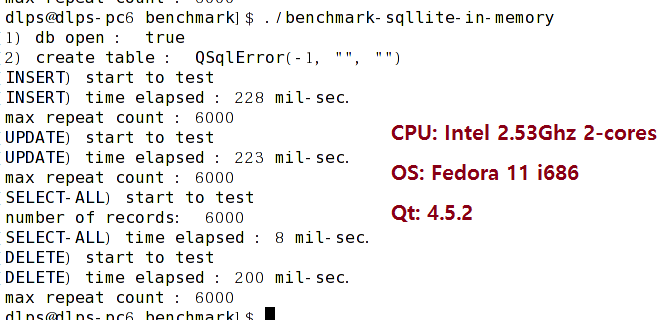 max repeat count : 6000
dlps@dlps-pc6 benchmark]$ ./benchmark-sqllite-in-memory
(1) db open :  true
(2) create table :  QSqlError(-1, "", "")
(INSERT) start to test
(INSERT) time elapsed : 228 mil-sec.
max repeat count : 6000
(UPDATE) start to test
(UPDATE) time elapsed : 223 mil-sec.
max repeat count : 6000
(SELECT-ALL) start to test
number of records:  6000
(SELECT-ALL) time elapsed : 8 mil-sec.
(DELETE) start to test
(DELETE) time elapsed : 200 mil-sec.
max repeat count : 6000
dlps@dlps-pc6 benchmark]$
CPU: Intel 2.53Ghz 2-cores
OS: Fedora 11 i686
Qt: 4.5.2